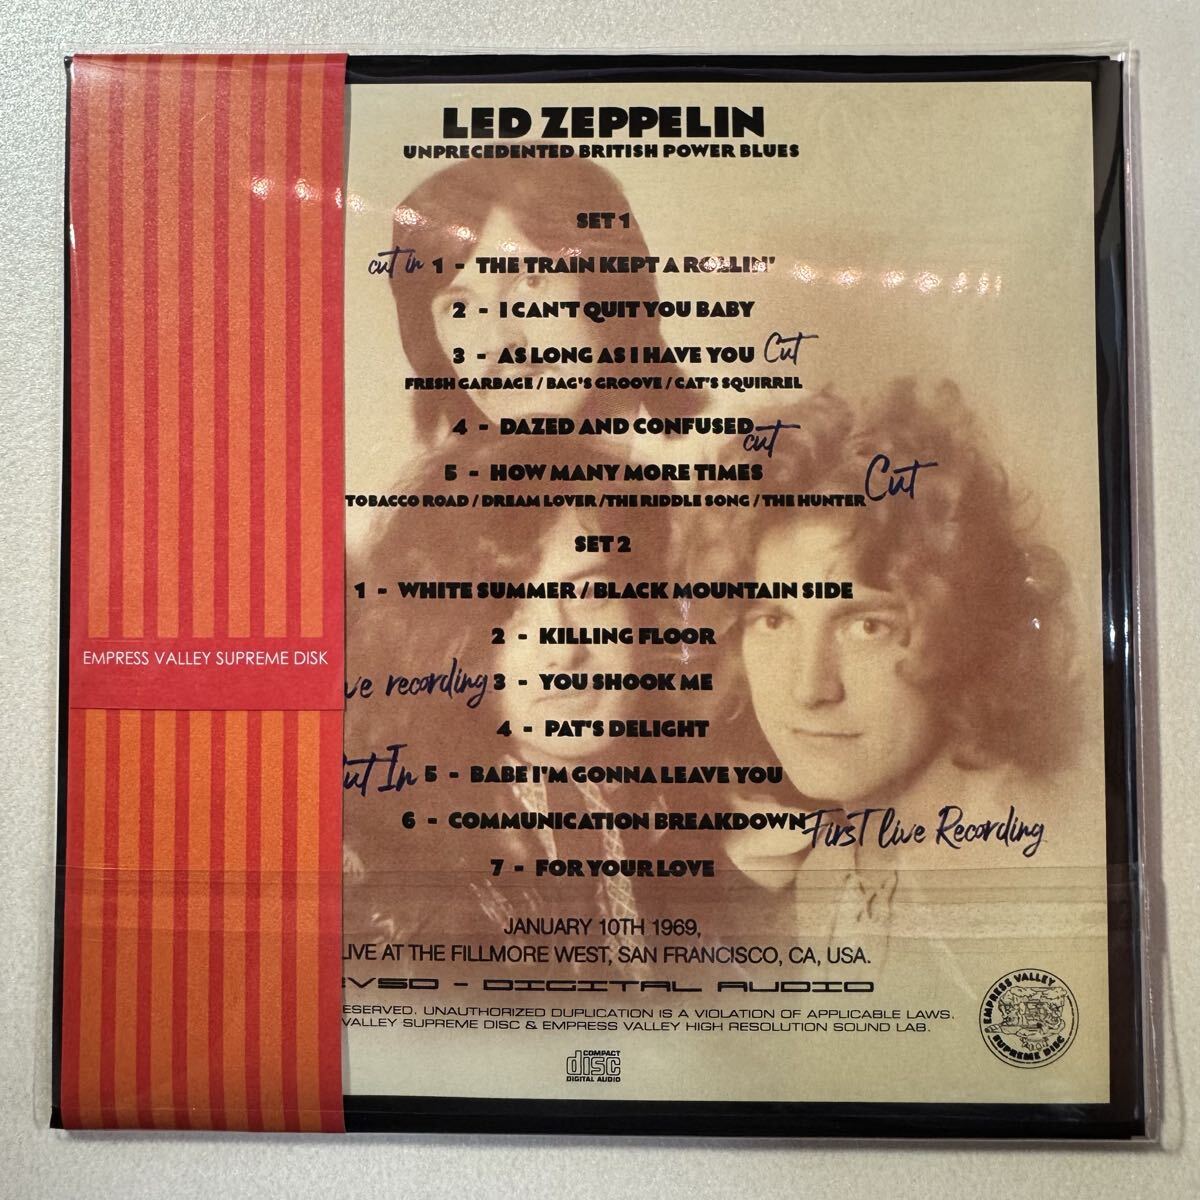 LED ZEPPELIN
UNPRECEDENTED BRITISH POWER BLUES
SET 1
cut in 1 - THE TRAIN KEPT A ROLLIN'
2 - I CAN'T QUIT YOU BABY
3 - AS LONG AS I HAVE YOU Cut
FRESH GARBAGE / BAG'S GROOVE / CAT'S SQUIRREL
4 - DAZED AND CONFUSED cut
5 - HOW MANY MORE TIMES
TOBACCO ROAD / DREAM LOVER /THE RIDDLE SONG / THE HUNTER Cut
SET 2
1 - WHITE SUMMER / BLACK MOUNTAIN SIDE
2 - KILLING FLOOR
EMPRESS VALLEY SUPREME DISK
ve recording 3 - YOU SHOOK ME
4 - PAT'S DELIGHT
ut In 5 - BABE I'M GONNA LEAVE YOU
6 - COMMUNICATION BREAKDOWN First live Recording
7 - FOR YOUR LOVE
JANUARY 10TH 1969,
LIVE AT THE FILLMORE WEST, SAN FRANCISCO, CA, USA.
EVSD - DIGITAL AUDIO
ESERVED. UNAUTHORIZED DUPLICATION IS A VIOLATION OF APPLICABLE LAWS.
VALLEY SUPREME DISC & EMPRESS VALLEY HIGH RESOLUTION SOUND LAB.
EMPRESS VALLEY
SUPREME DISC
COMPACT
disc
DIGITAL AUDIO